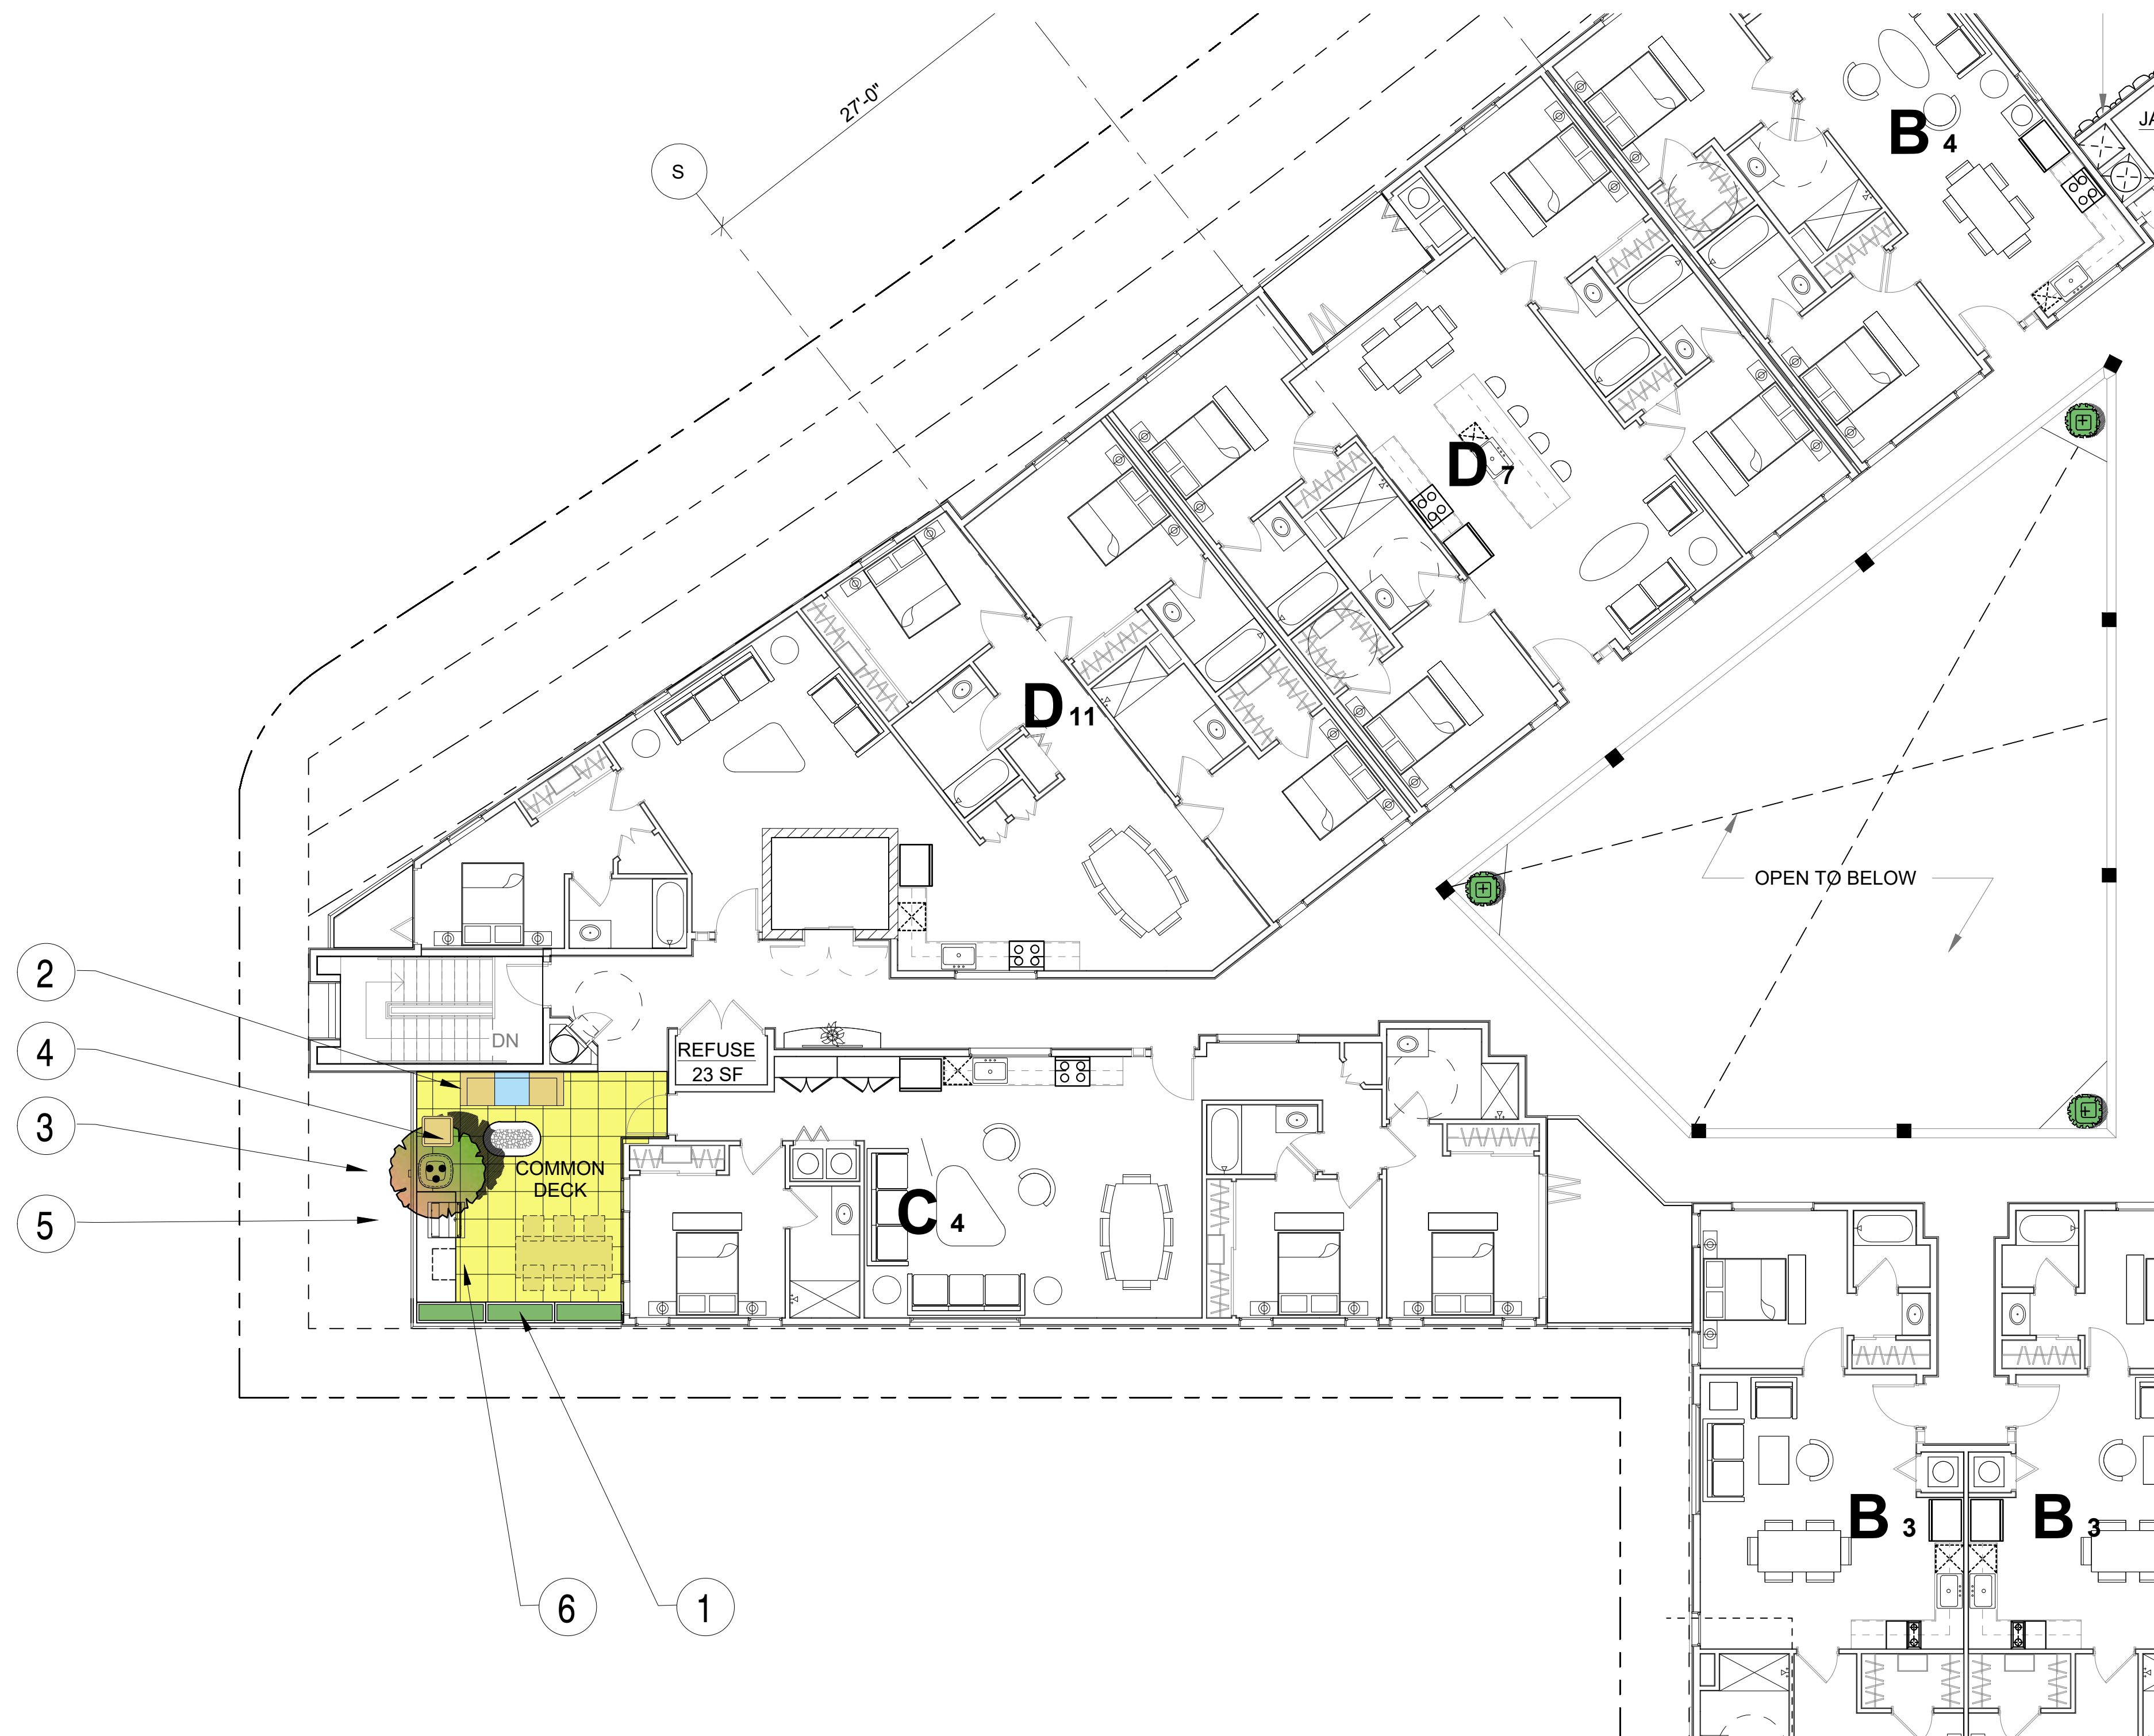 27'-0"
S
B 4
JA
D 7
D 11
OPEN TO BELOW
2
4
3
5
DN
REFUSE
23 SF
COMMON
DECK
C 4
B 3
B 3
6
1